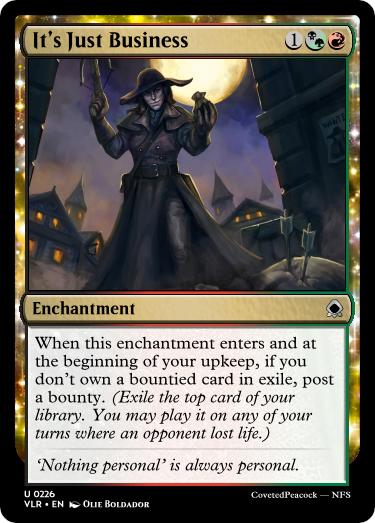 It's Just Business
1
Enchantment
When this enchantment enters and at
the beginning of your upkeep, if you
don't own a bountied card in exile, post
a bounty. (Exile the top card of your
library. You may play it on any of your
turns where an opponent lost life.)
'Nothing personal' is always personal.
U 0226
VLR • EN OLIE BOLDADOR
COVETEDPEACOCK — NFS